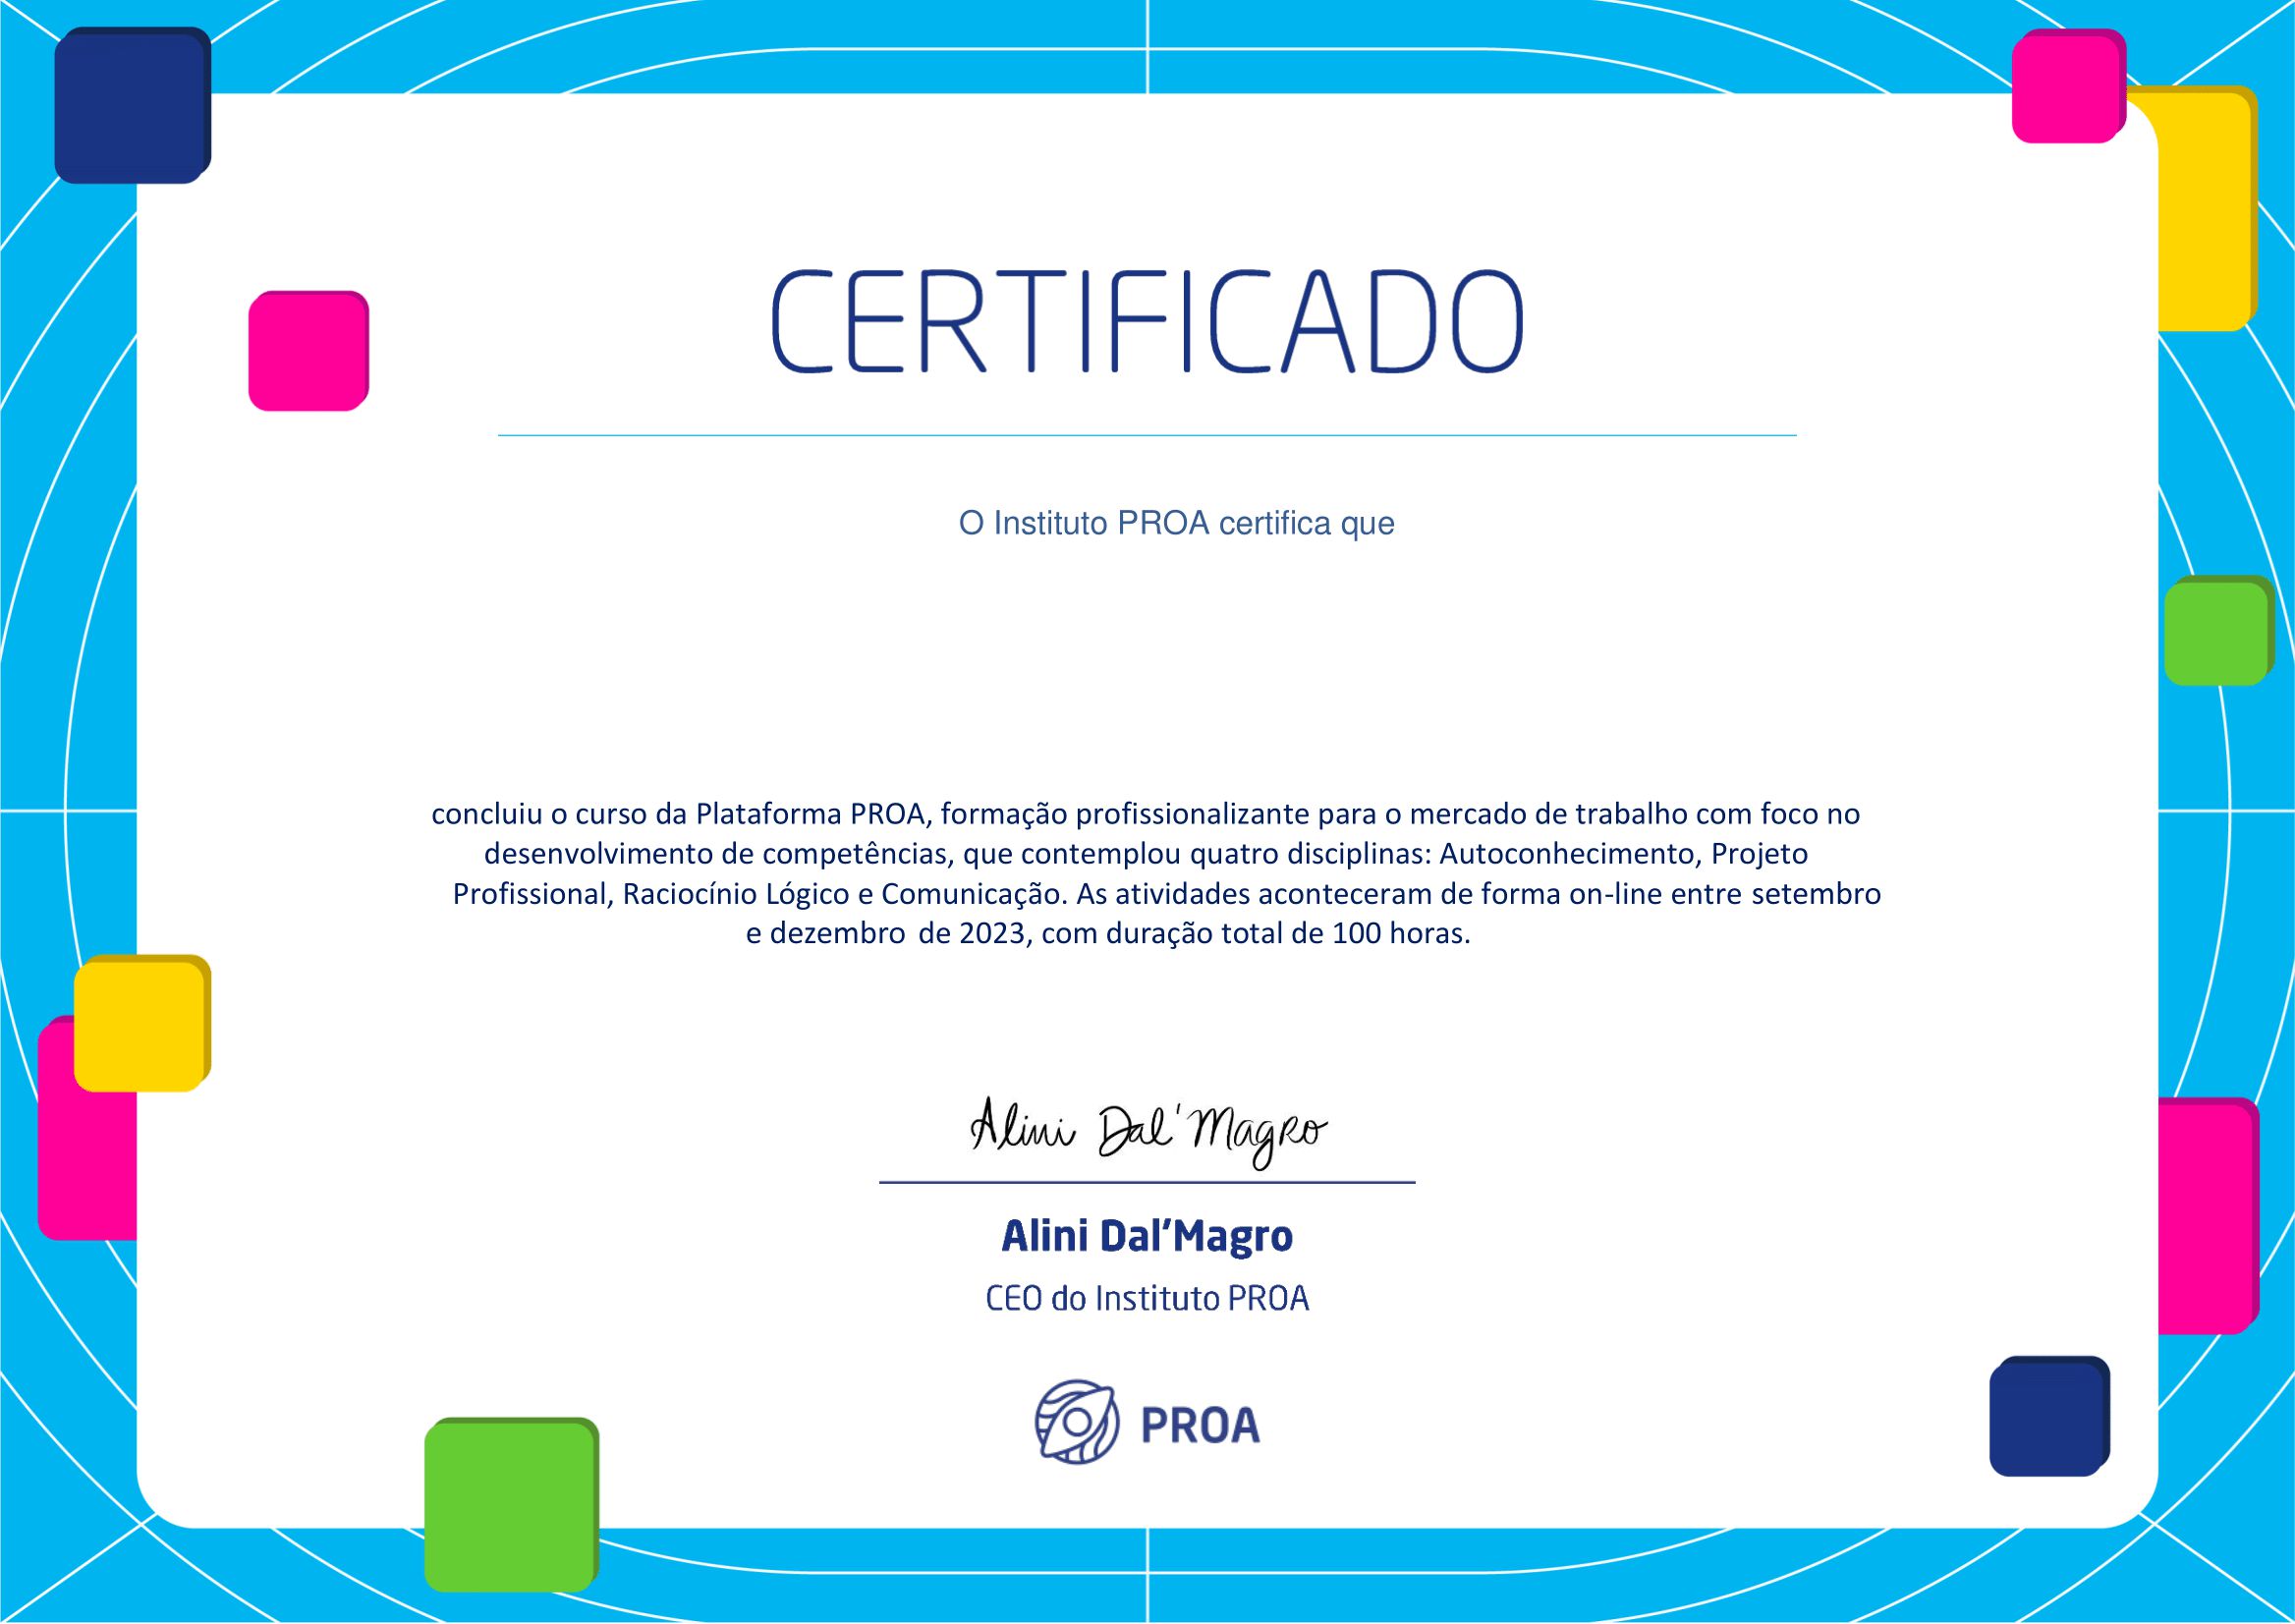 CERTIFICADO
O Instituto PROA certifica que
concluiu o curso da Plataforma PROA, formação profissionalizante para o mercado de trabalho com foco no
desenvolvimento de competências, que contemplou quatro disciplinas: Autoconhecimento, Projeto
Profissional, Raciocínio Lógico e Comunicação. As atividades aconteceram de forma on-line entre setembro
e dezembro de 2023, com duração total de 100 horas.
Alini Dal'Magro
Alini Dal’Magro
CEO do Instituto PROA
PROA